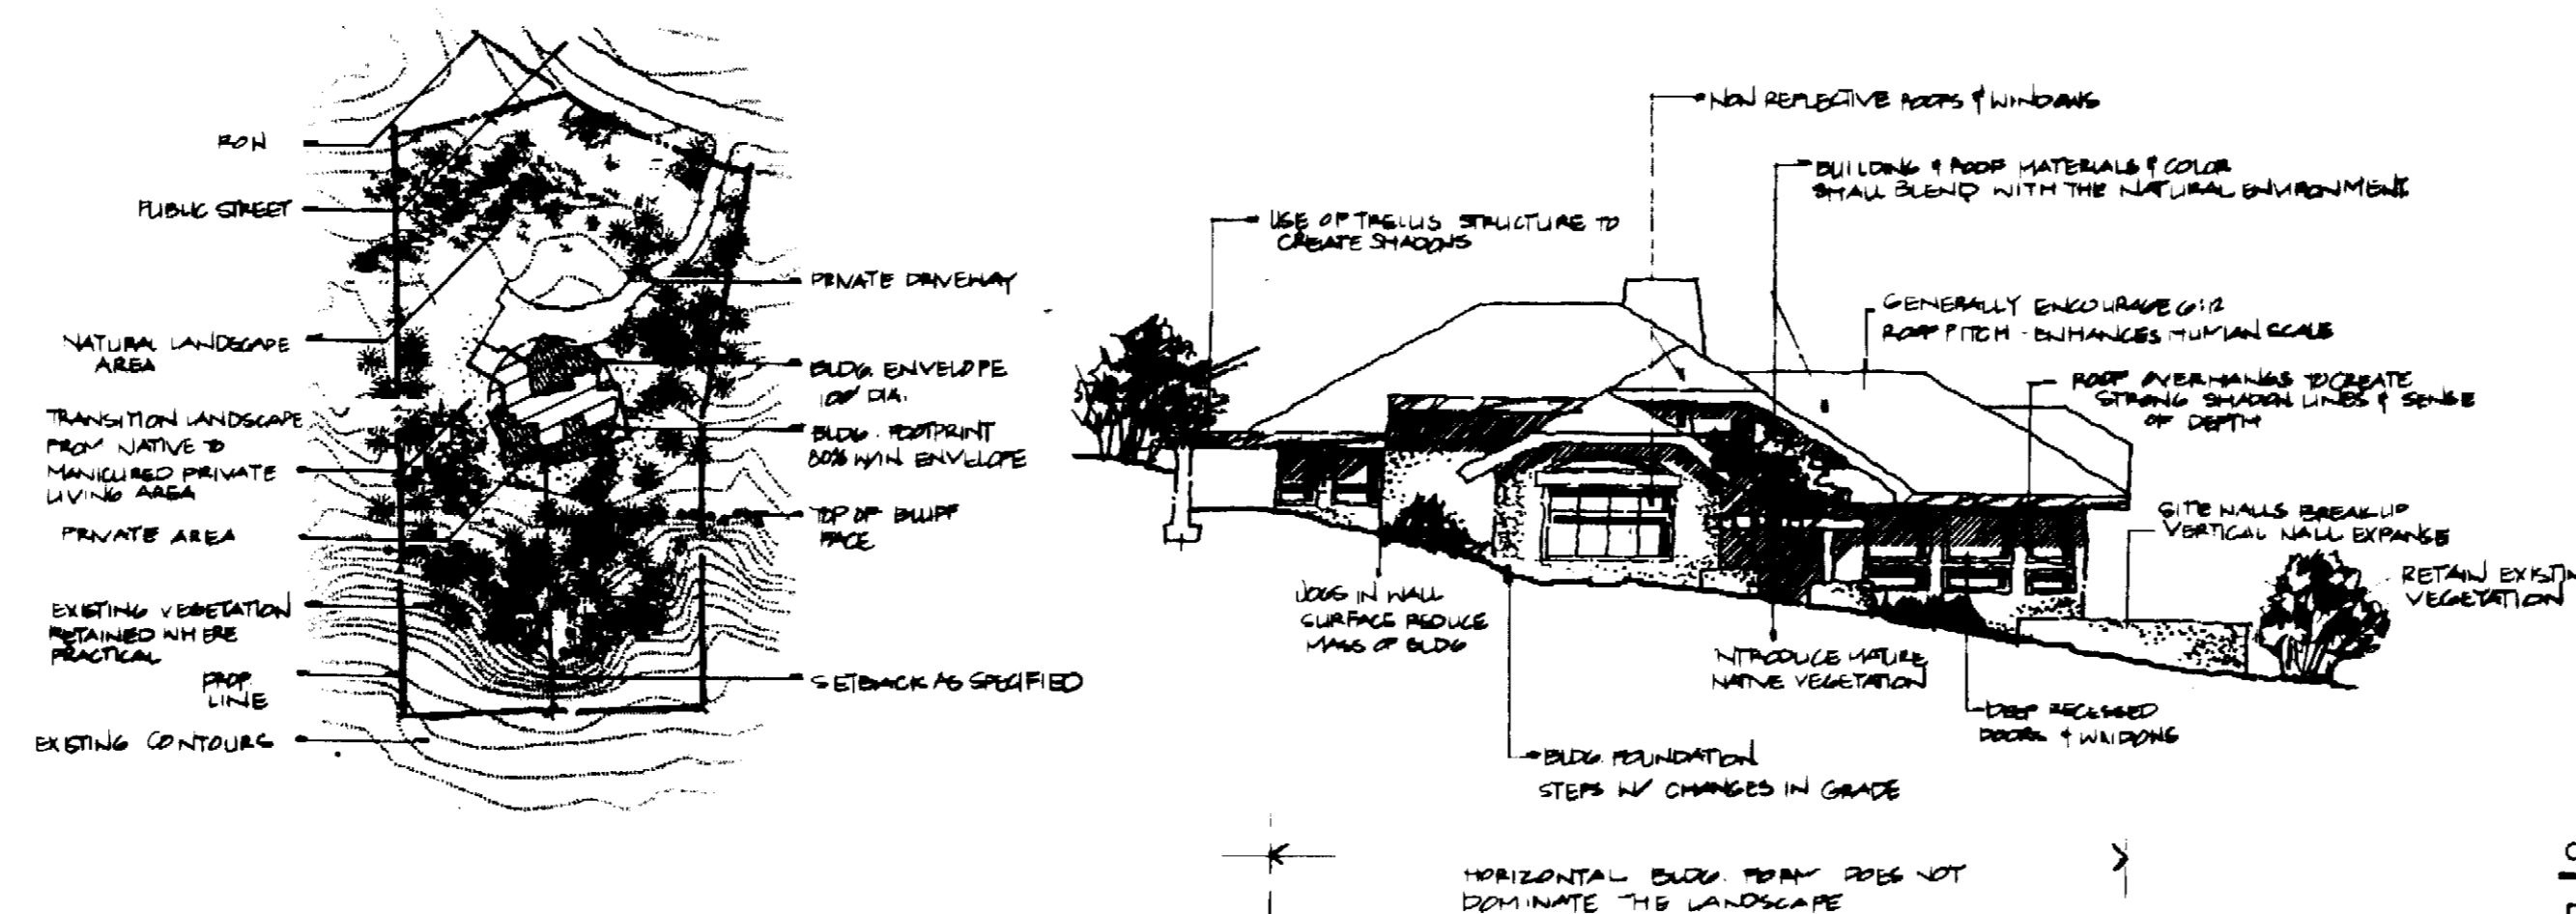 ROW
PUBLIC STREET
NATURAL LANDSCAPE
AREA
TRANSITION LANDSCAPE
FROM NATIVE TO
MANICURED PRIVATE
LIVING AREA
PRIVATE AREA
EXISTING VEGETATION
RETAINED WHERE
PRACTICAL
PROP.
LINE
EXISTING CONTOURS
PRIVATE DRIVEWAY
BLDG. ENVELOPE
100' DIA.
BLDG. FOOTPRINT
80% W/IN ENVELOPE
TOP OF BLUFF
FACE
SETBACK AS SPECIFIED
NON REFLECTIVE ROOFS & WINDOWS
BUILDING & ROOF MATERIALS & COLOR
SHALL BLEND WITH THE NATURAL ENVIRONMENT
USE OF TRELLIS STRUCTURE TO
CREATE SHADOWS
GENERALLY ENCOURAGE 6:12
ROOF PITCH - ENHANCES HUMAN SCALE
ROOF OVERHANGS TO CREATE
STRONG SHADOW LINES & SENSE
OF DEPTH
SITE WALLS BREAK UP
VERTICAL WALL EXPANSE
RETAIN EXISTIN
VEGETATION
JOGS IN WALL
SURFACE REDUCE
MASS OF BLDG
INTRODUCE MATURE
NATIVE VEGETATION
DEEP RECESSED
DOORS & WINDOWS
BLDG. FOUNDATION
STEPS W/ CHANGES IN GRADE
HORIZONTAL BLDG. FORM DOES NOT
DOMINATE THE LANDSCAPE